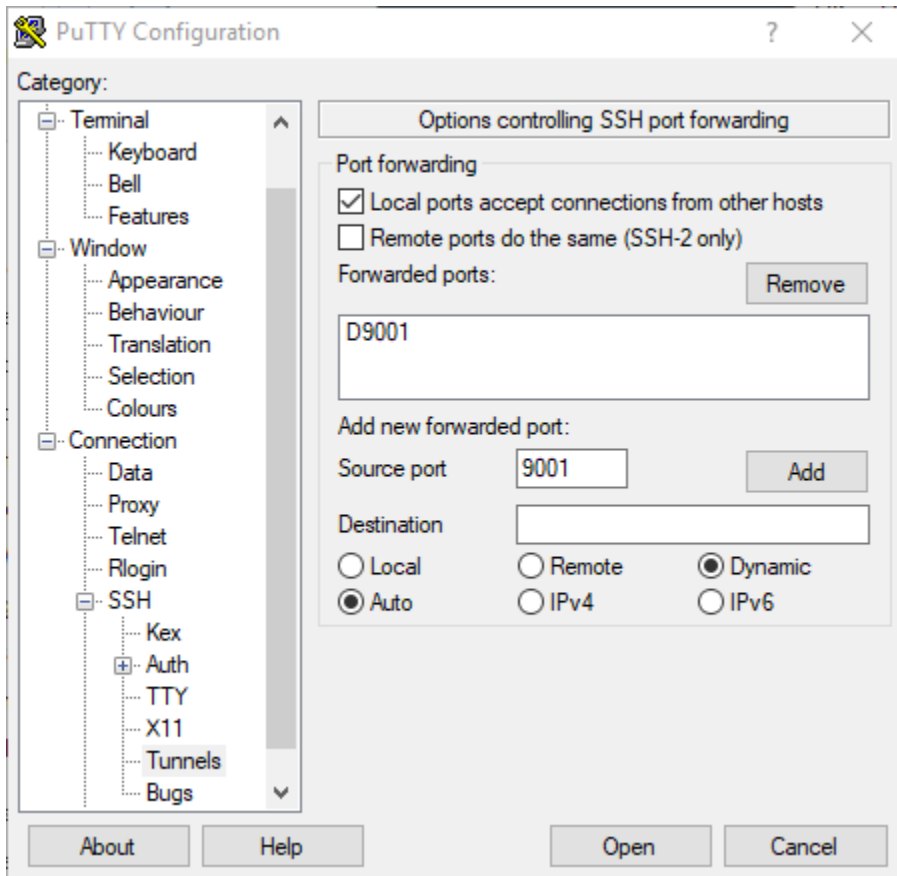 PuTTY Configuration
?
Category:
Terminal
Keyboard
Bell
Features
Window
Appearance
Behaviour
Translation
Selection
Colours
Connection
Data
Proxy
Telnet
Rlogin
SSH
Kex
Auth
TTY
X11
Tunnels
Bugs
Options controlling SSH port forwarding
Port forwarding
Local ports accept connections from other hosts
Remote ports do the same (SSH-2 only)
Forwarded ports:
Remove
D9001
Add new forwarded port:
Source port 9001 Add
Destination
Local Remote Dynamic
Auto IPv4 IPv6
About Help Open Cancel